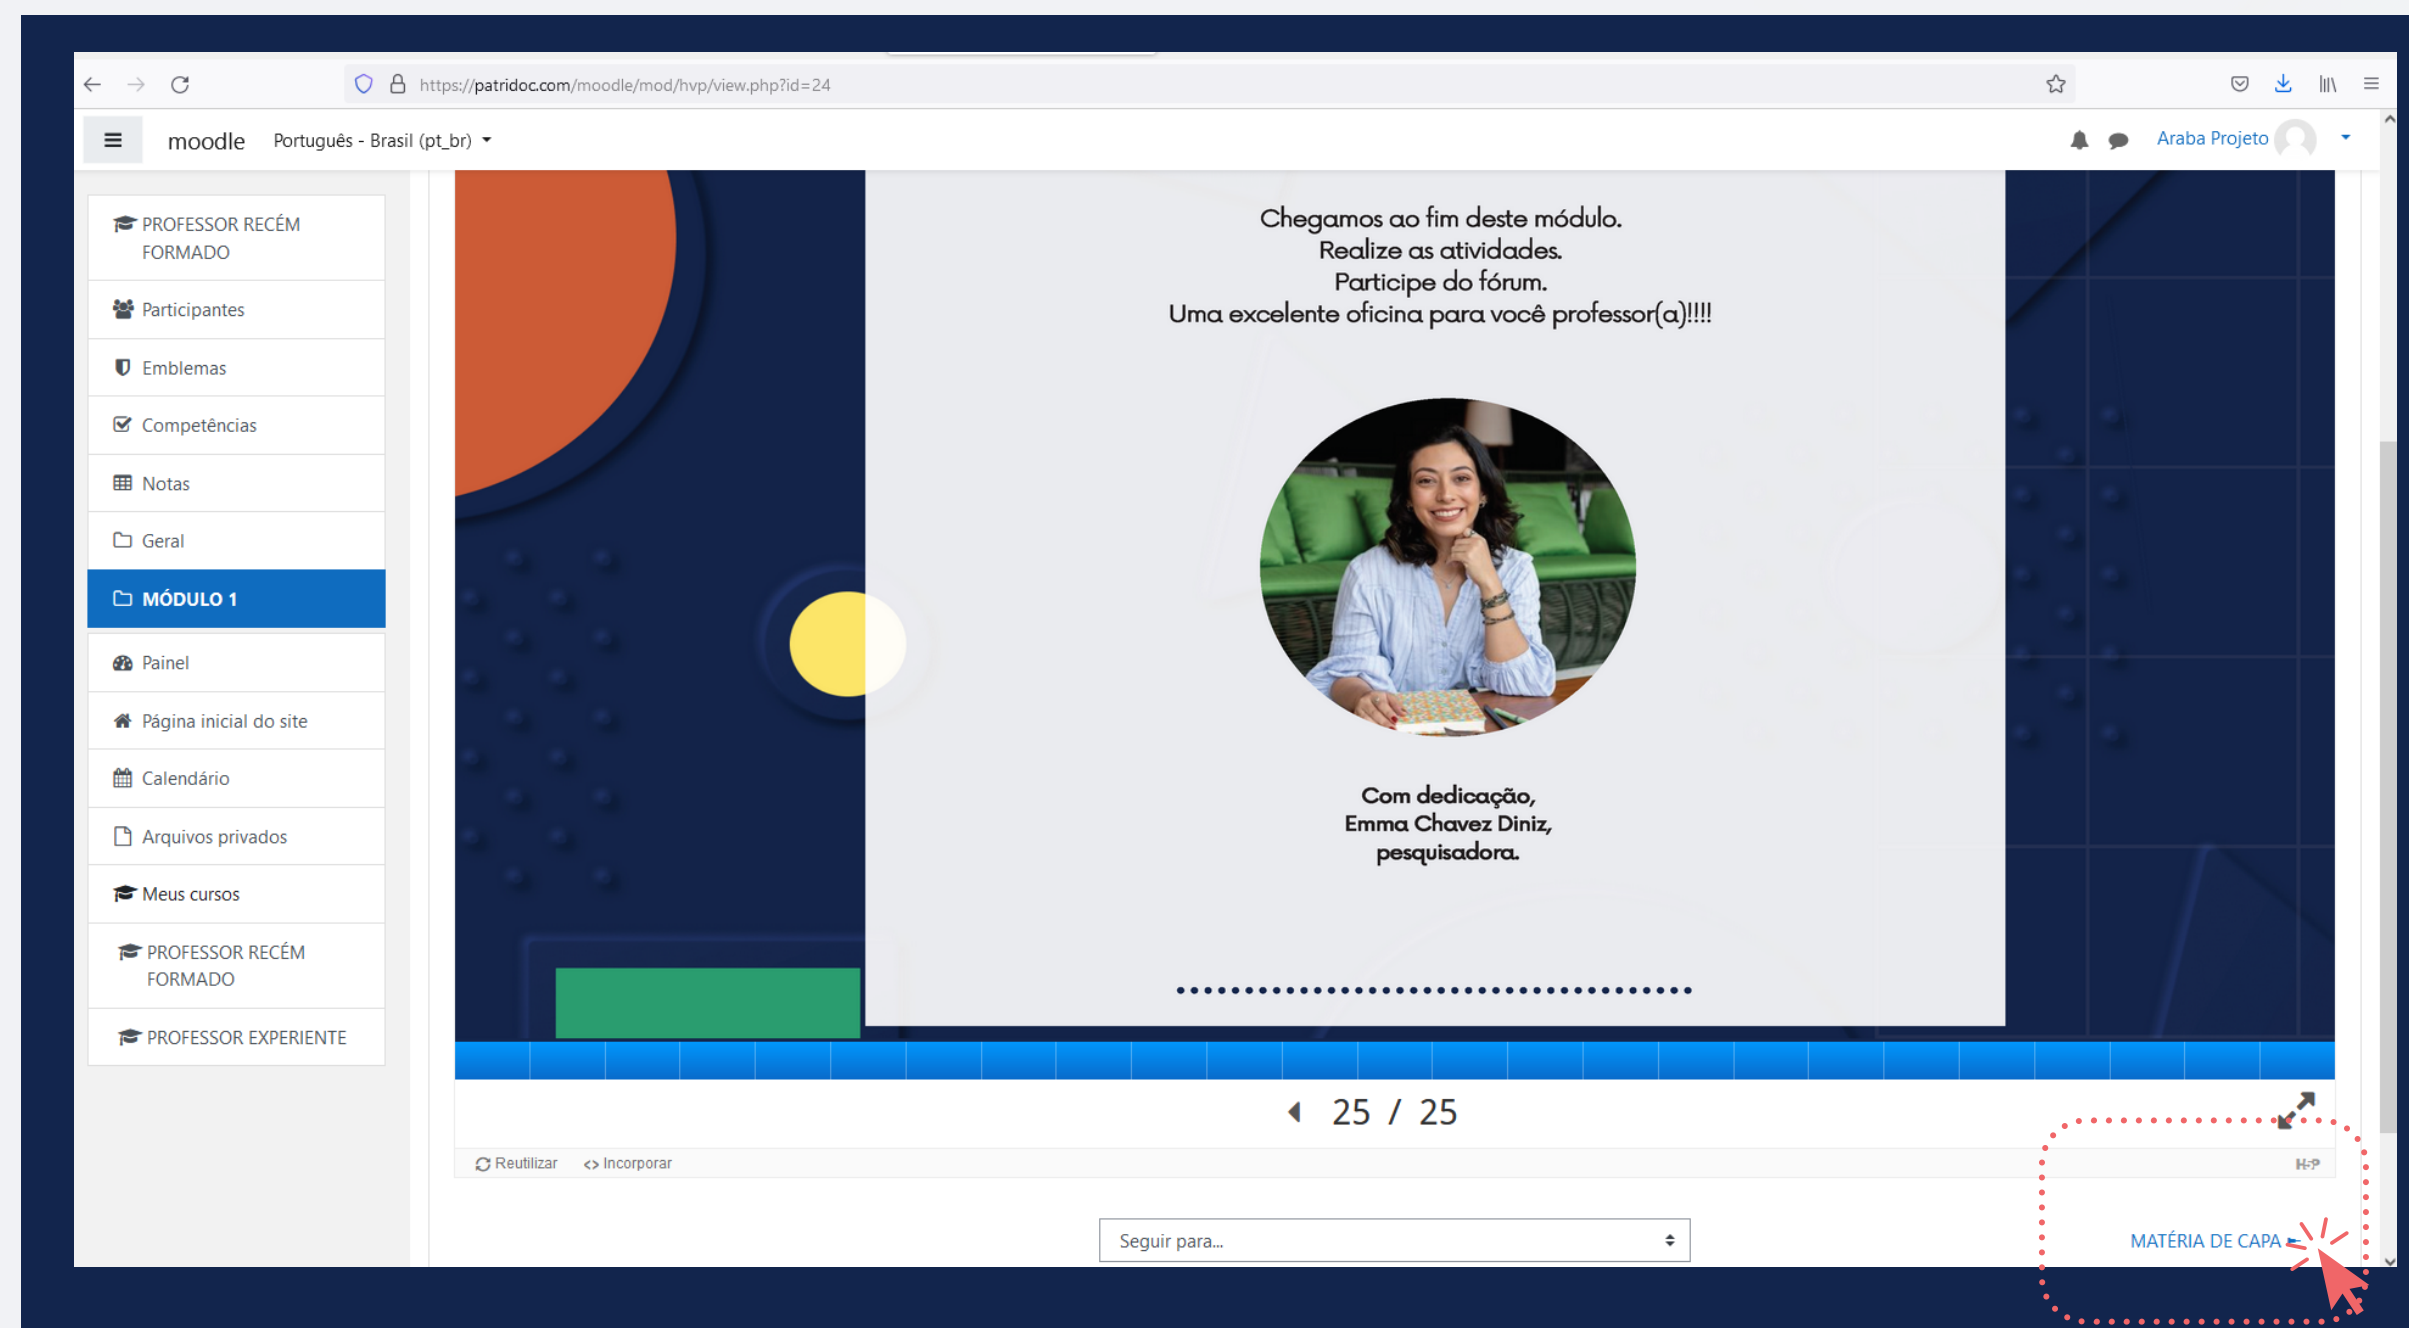 https://patridoc.com/moodle/mod/hvp/view.php?id=24
moodle
Português - Brasil (pt_br)
Araba Projeto
PROFESSOR RECÉM
FORMADO
Participantes
Emblemas
Competências
Notas
Geral
MÓDULO 1
Painel
Página inicial do site
Calendário
Arquivos privados
Meus cursos
PROFESSOR RECÉM
FORMADO
PROFESSOR EXPERIENTE
Chegamos ao fim deste módulo.
Realize as atividades.
Participe do fórum.
Uma excelente oficina para você professor(a)!!!!
Com dedicação,
Emma Chavez Diniz,
pesquisadora.
25 / 25
Reutilizar
<> Incorporar
H5P
Seguir para...
MATÉRIA DE CAPA ►